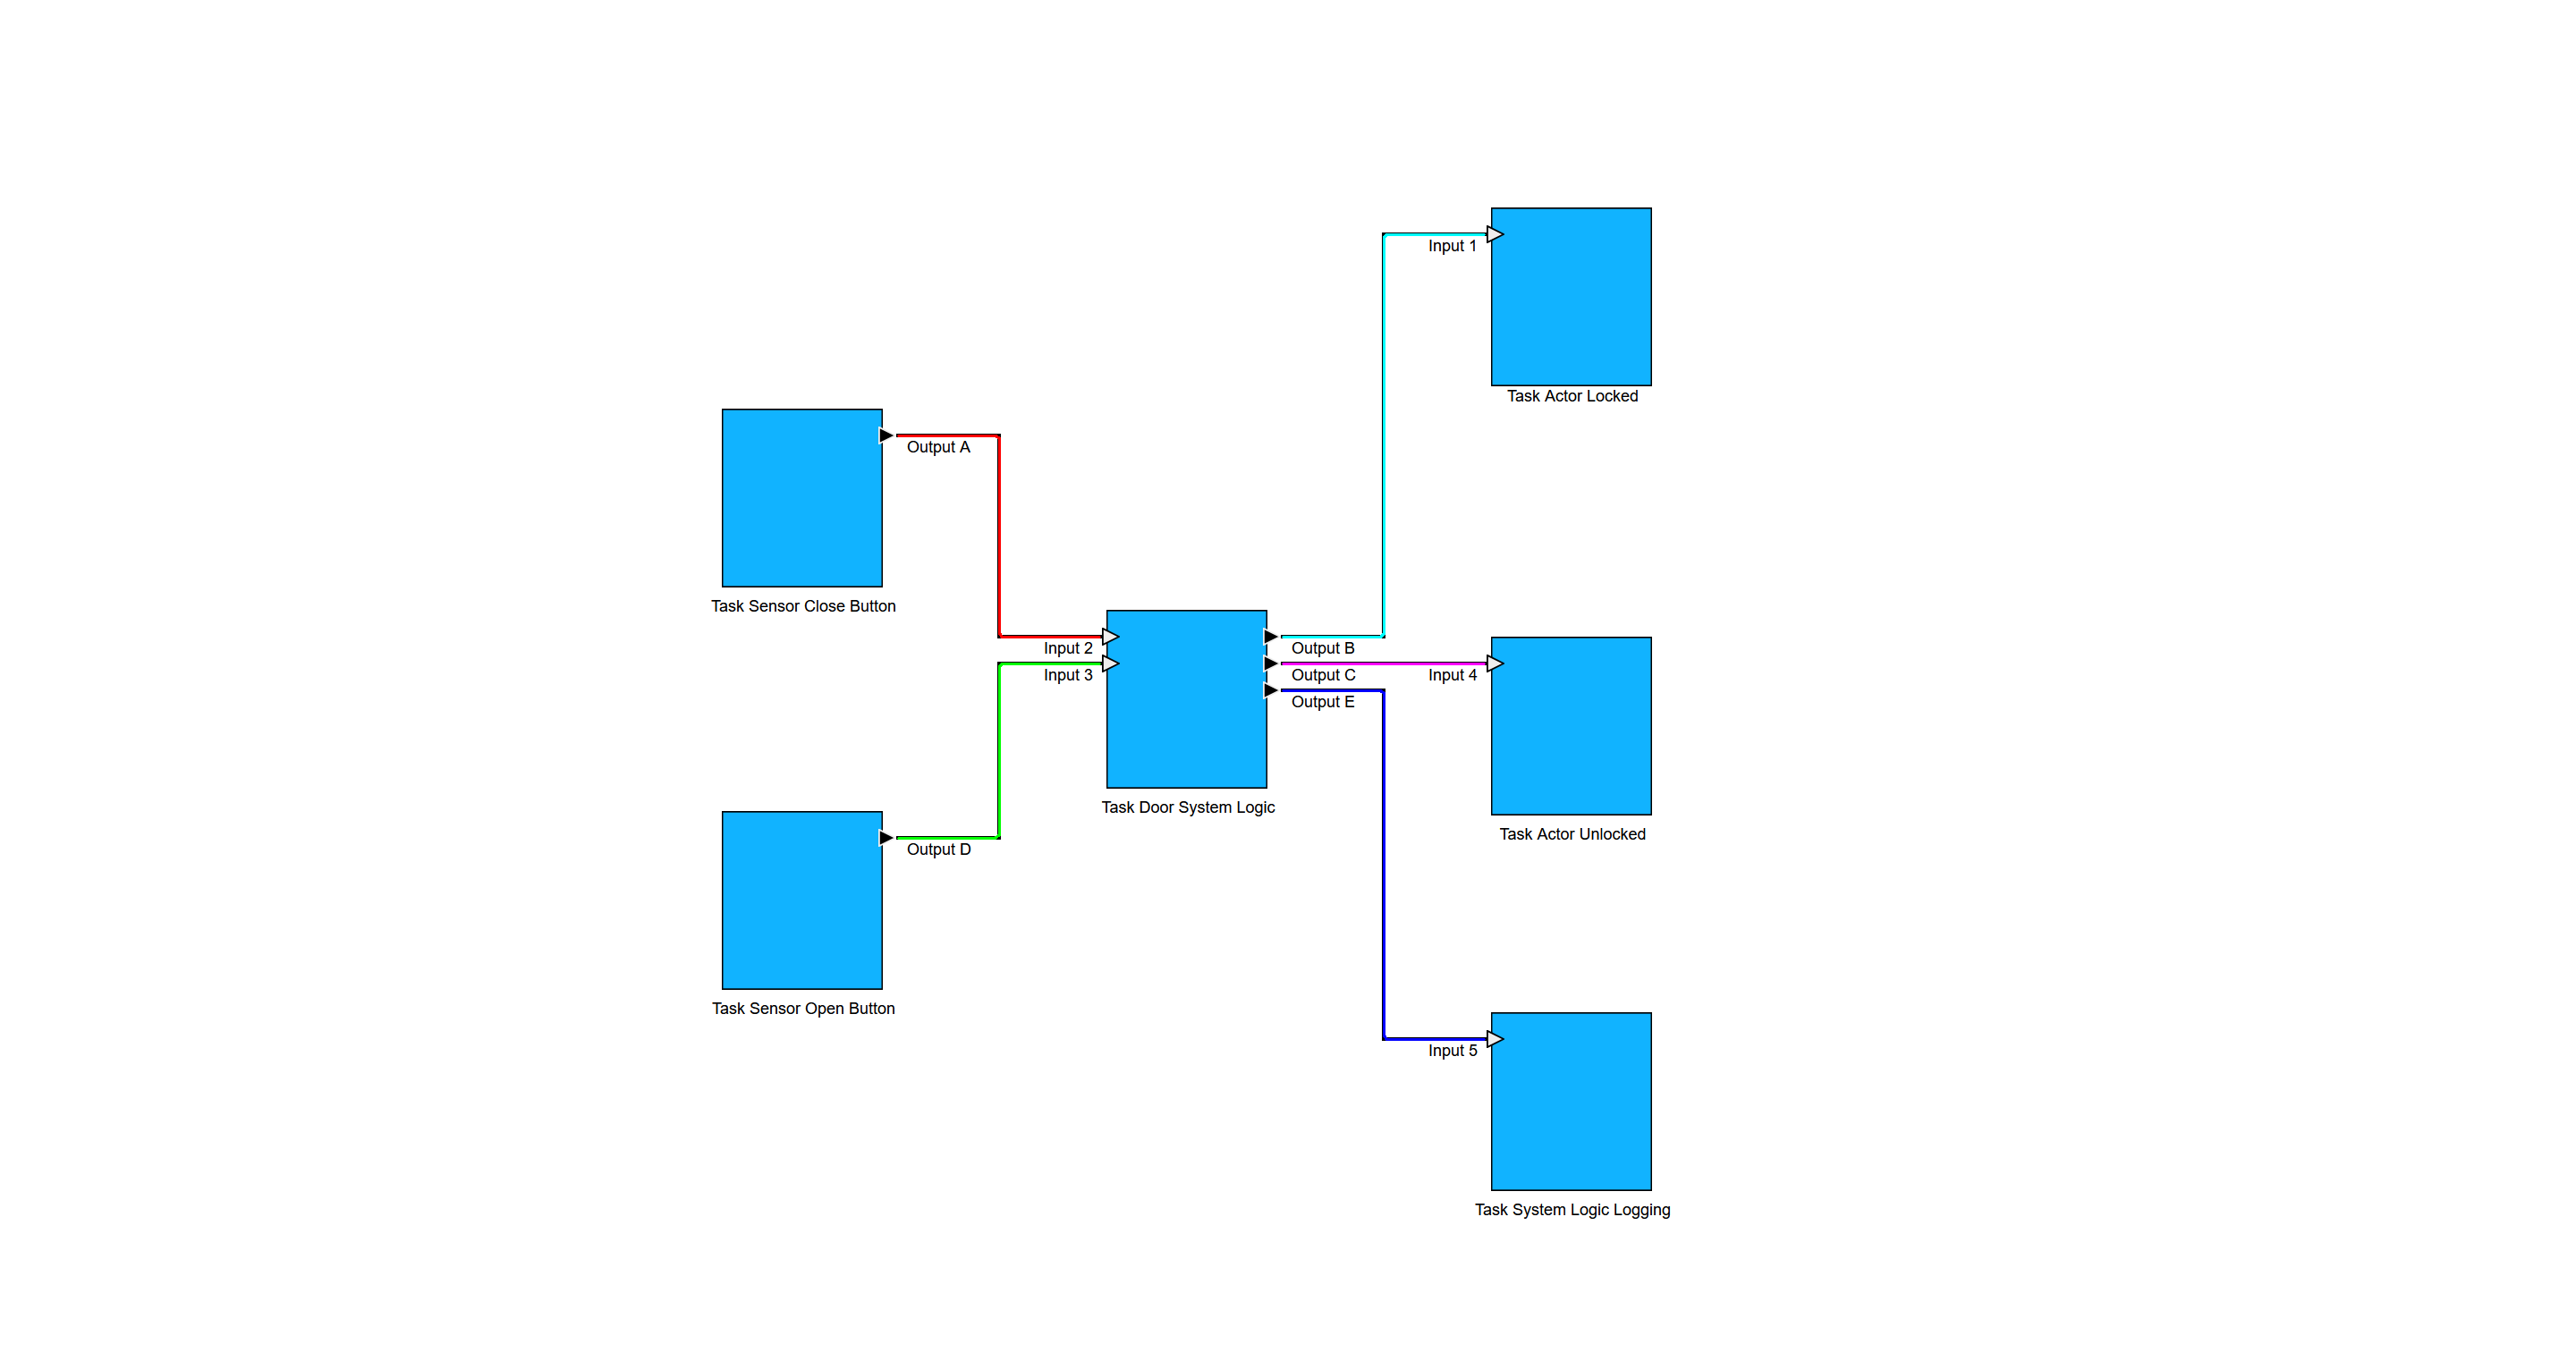 Input 1
Task Actor Locked
Output A
Task Sensor Close Button
Input 2
Output B
Input 3
Output C
Input 4
Output E
Task Door System Logic
Task Actor Unlocked
Output D
Task Sensor Open Button
Input 5
Task System Logic Logging